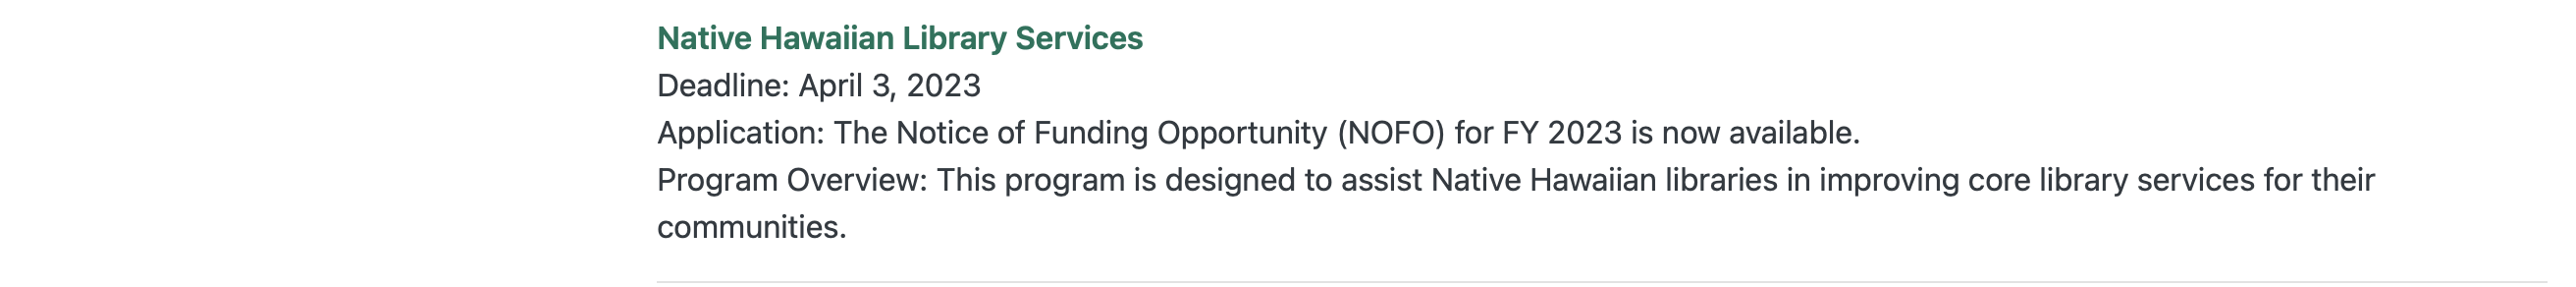 Native Hawaiian Library Services
Deadline: April 3, 2023
Application: The Notice of Funding Opportunity (NOFO) for FY 2023 is now available.
Program Overview: This program is designed to assist Native Hawaiian libraries in improving core library services for their
communities.